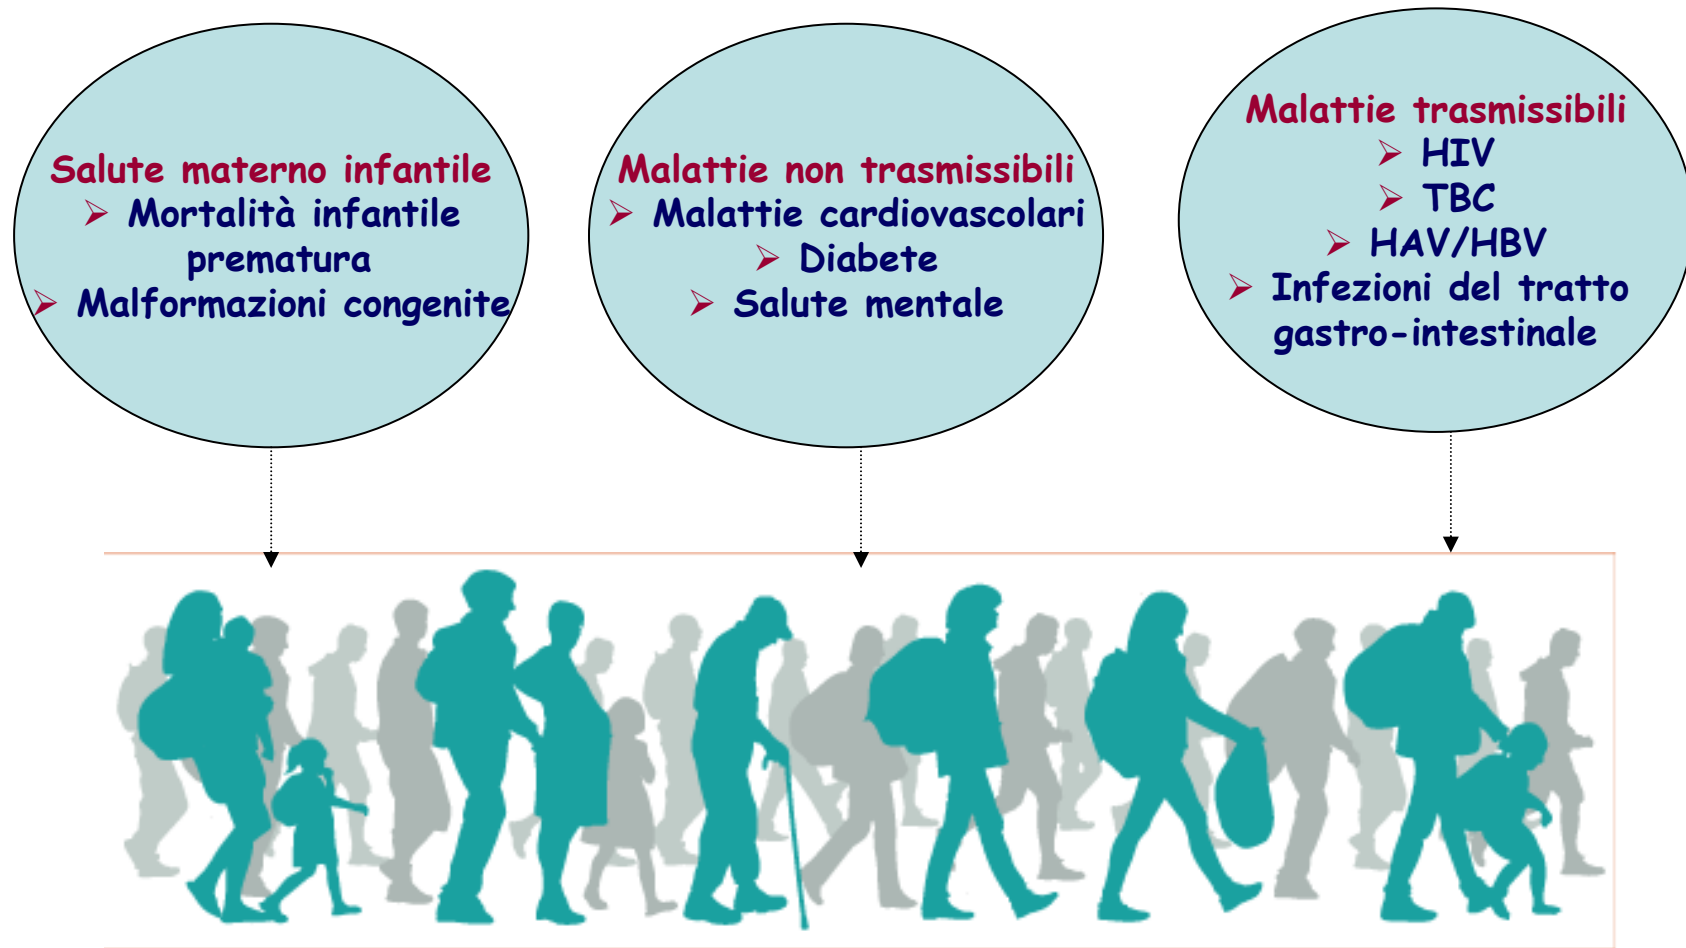 Salute materno infantile
➢ Mortalità infantile
prematura
➢ Malformazioni congenite
Malattie non trasmissibili
➢ Malattie cardiovascolari
➢ Diabete
➢ Salute mentale
Malattie trasmissibili
➢ HIV
➢ TBC
➢ HAV/HBV
➢ Infezioni del tratto
gastro-intestinale